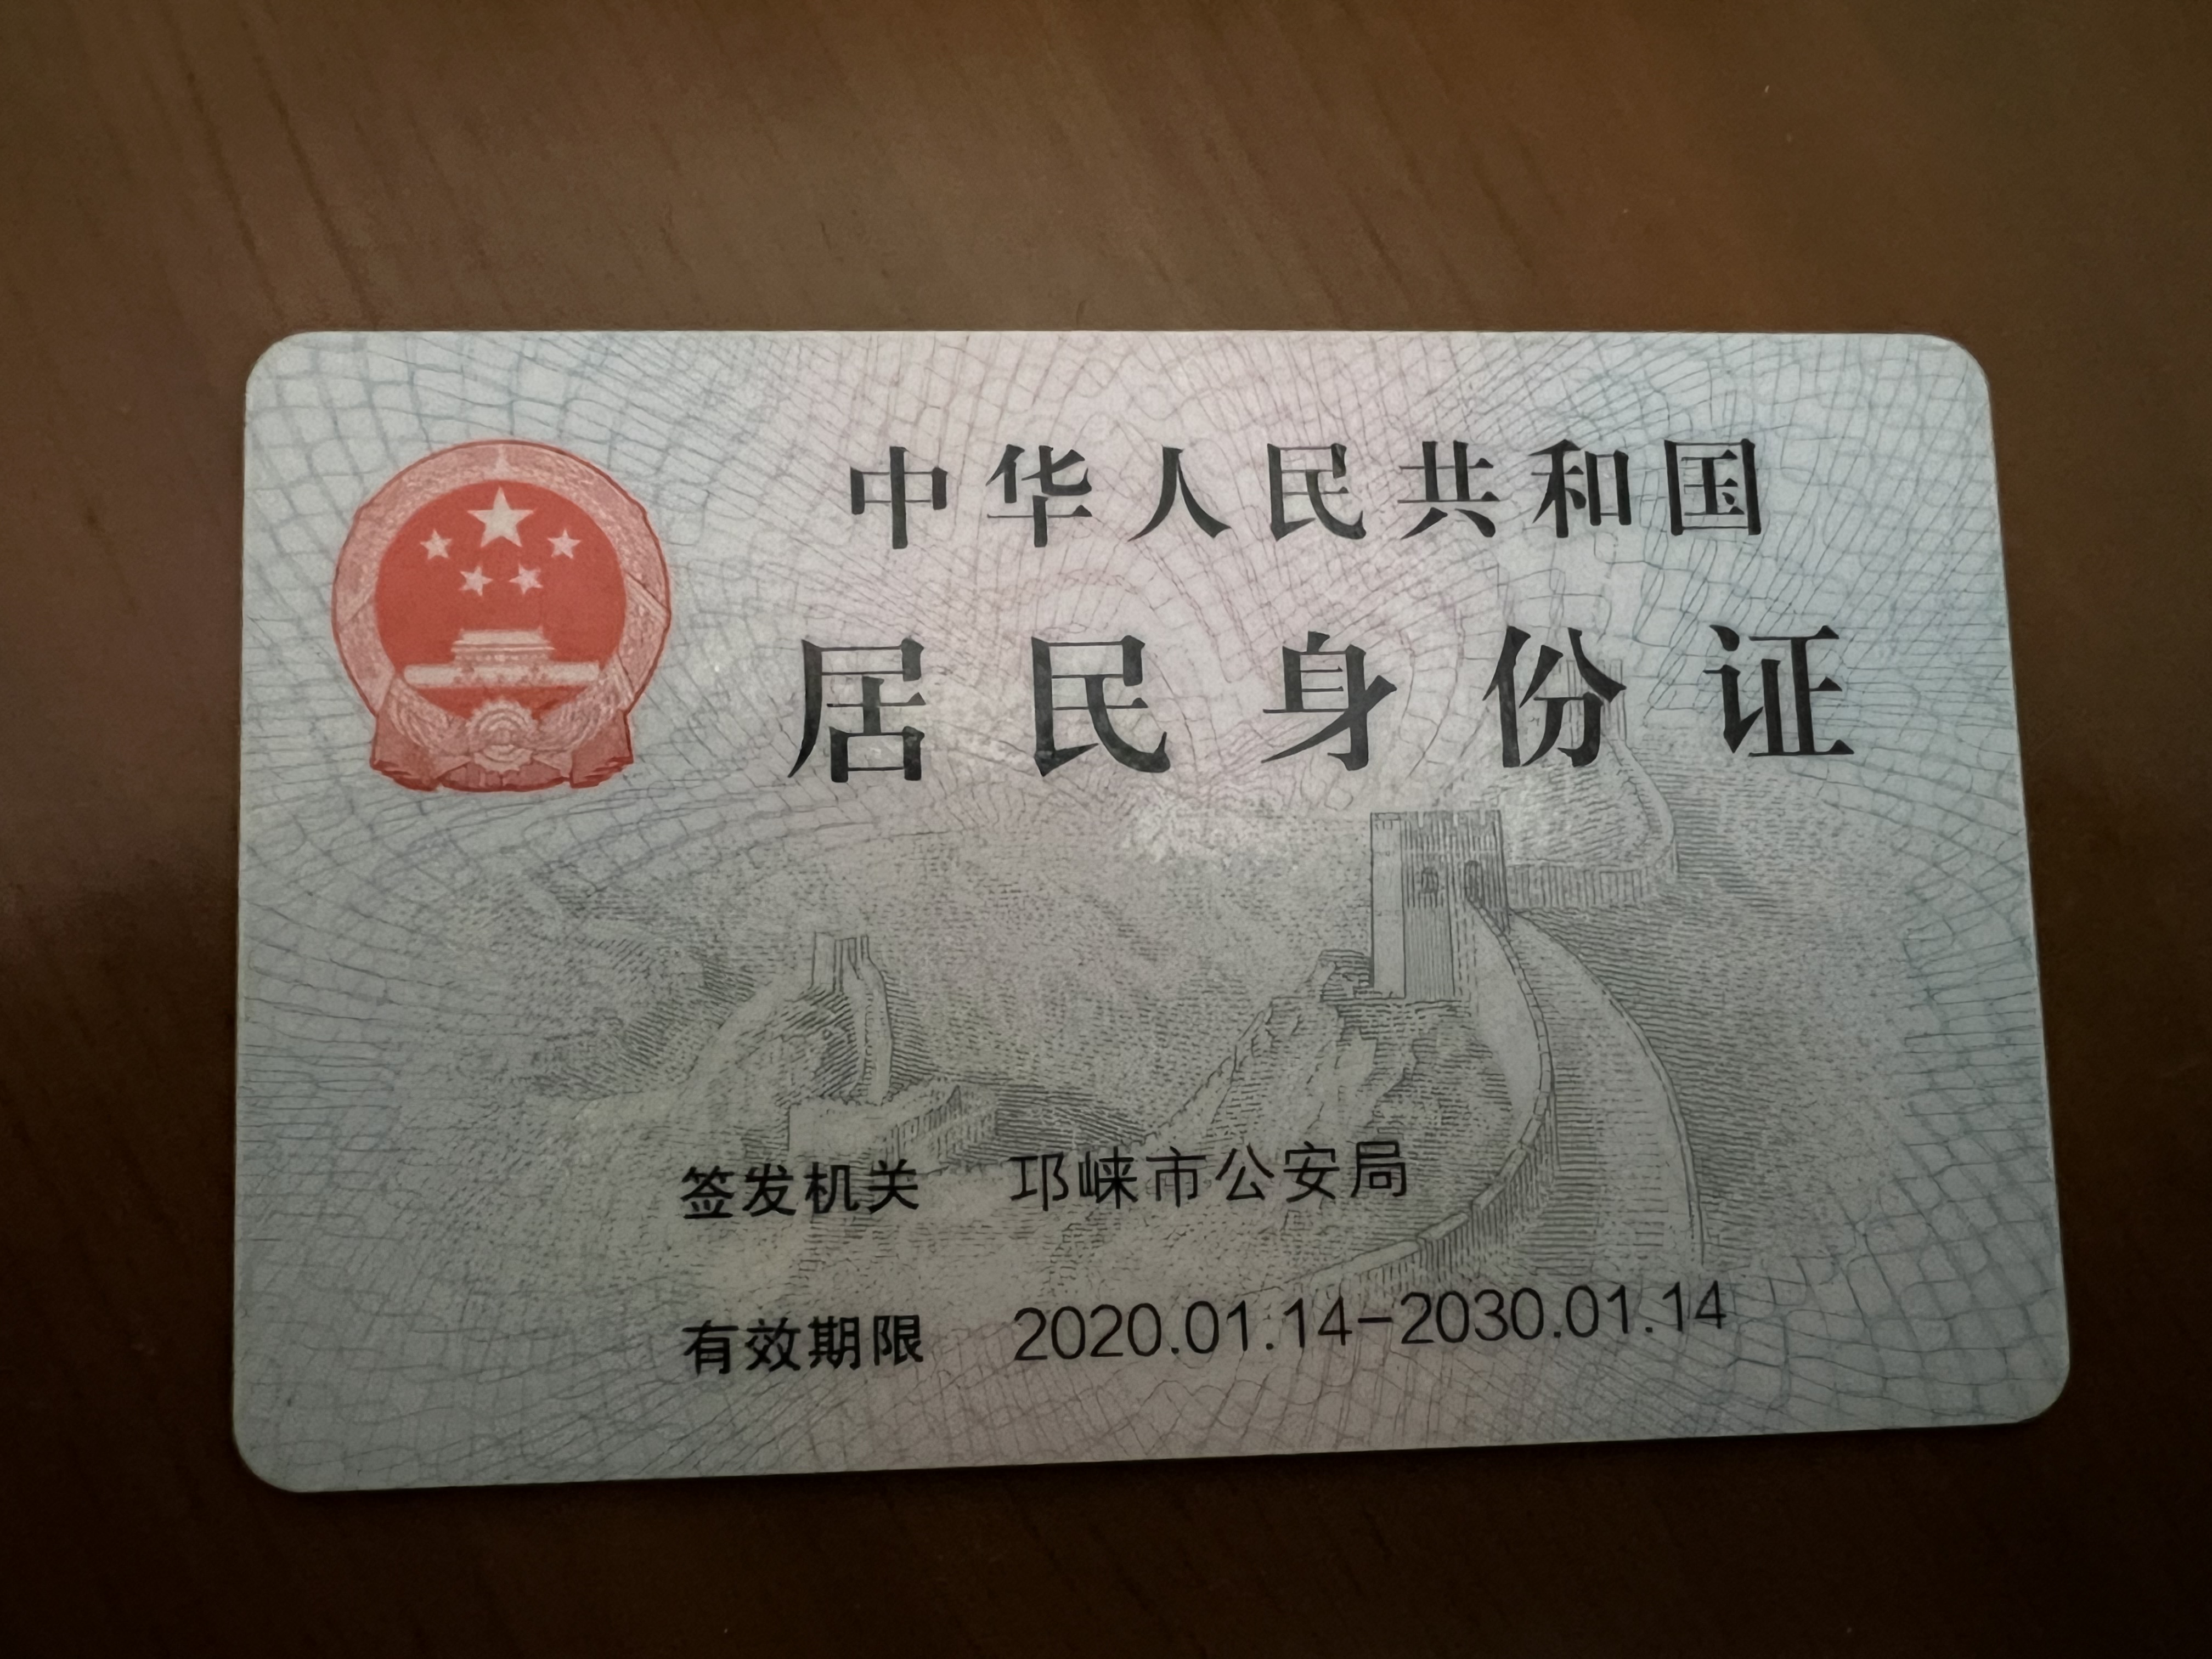 中华人民共和国
居民身份证
签发机关 邛崃市公安局
有效期限 2020.01.14-2030.01.14